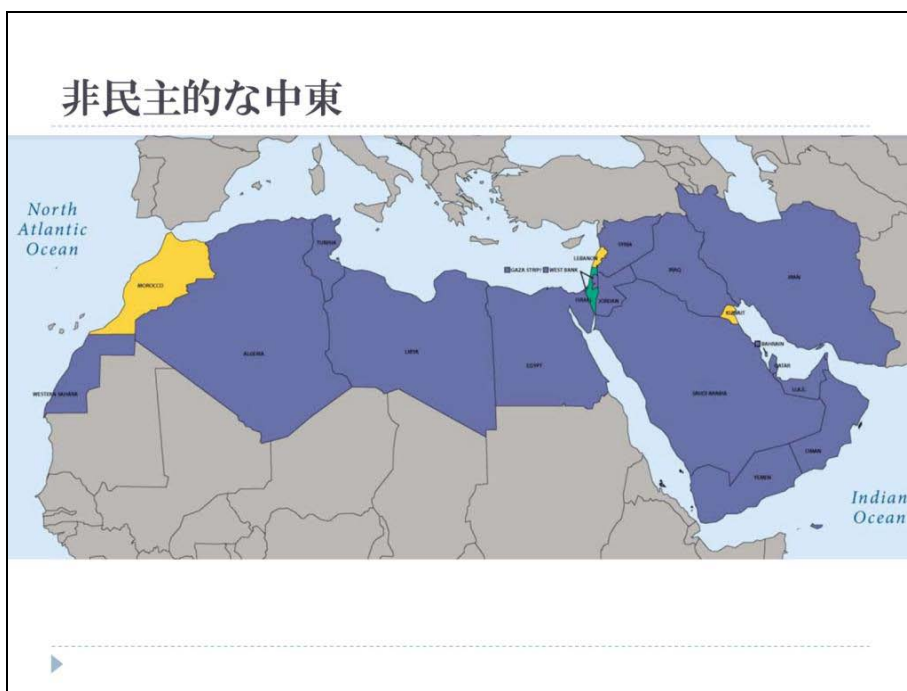 非民主的な中東
North
Atlantic
Ocean
TUNISIA
SYRIA
LEBANON
MOROCCO
GAZA STRIP
WEST BANK
IRAQ
IRAN
ISRAEL
JORDAN
KUWAIT
ALGERIA
LIBYA
EGYPT
BAHRAIN
QATAR
WESTERN SAHARA
SAUDI ARABIA
U.A.E.
OMAN
YEMEN
Indian
Ocean